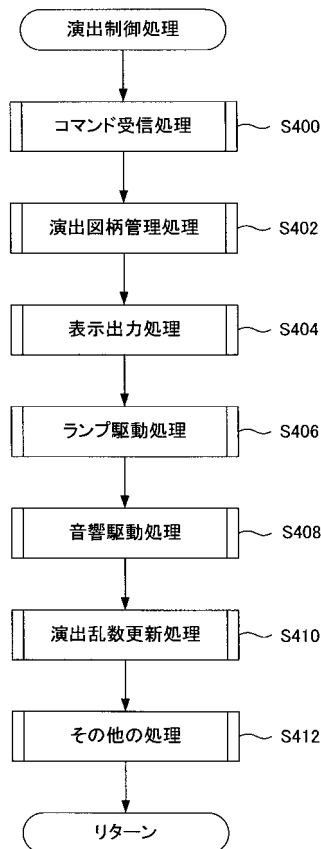 演出制御処理
コマンド受信処理 S400
演出図柄管理処理 S402
表示出力処理 S404
ランプ駆動処理 S406
音響駆動処理 S408
演出乱数更新処理 S410
その他の処理 S412
リターン